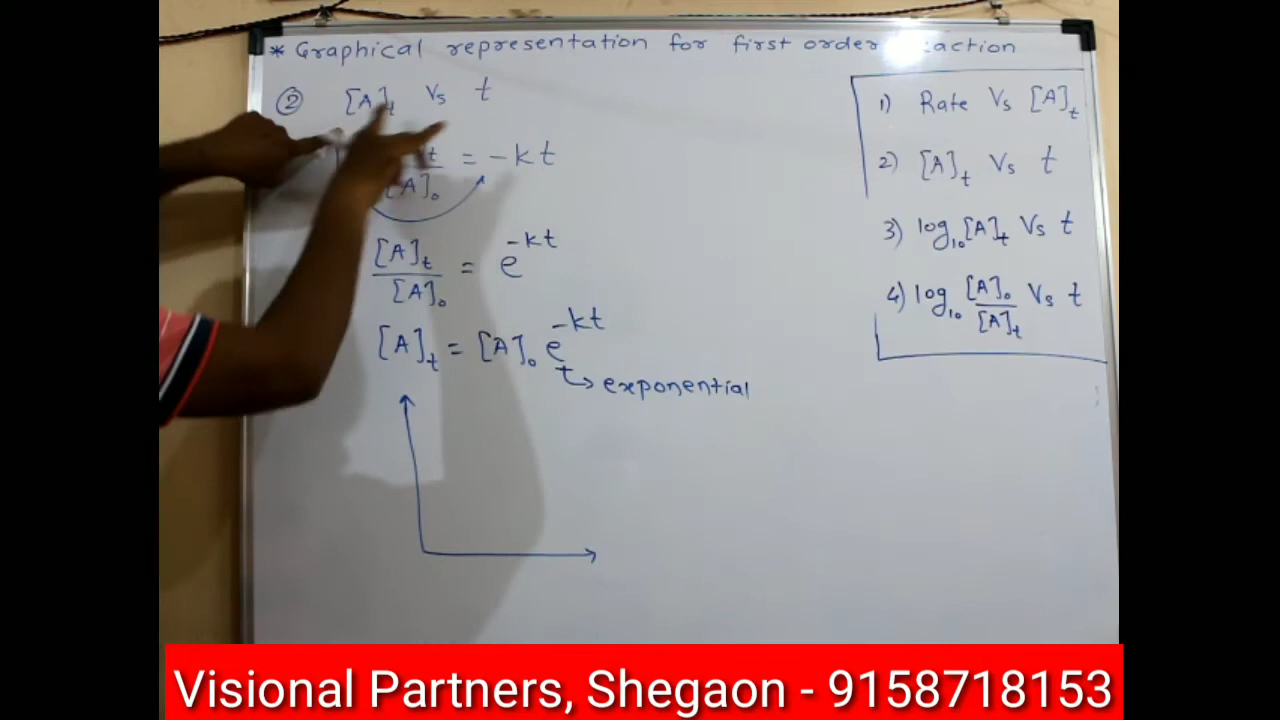 * Graphical representation for first order action
② [A]t Vs t
t = -kt
[A]₀
[A]t / [A]₀ = e^-kt
[A]t = [A]₀ e^-kt
↳ exponential
1) Rate Vs [A]t
2) [A]t Vs t
3) log₁₀[A]t Vs t
4) log₁₀ [A]₀ / [A]t Vs t
Visional Partners, Shegaon - 9158718153